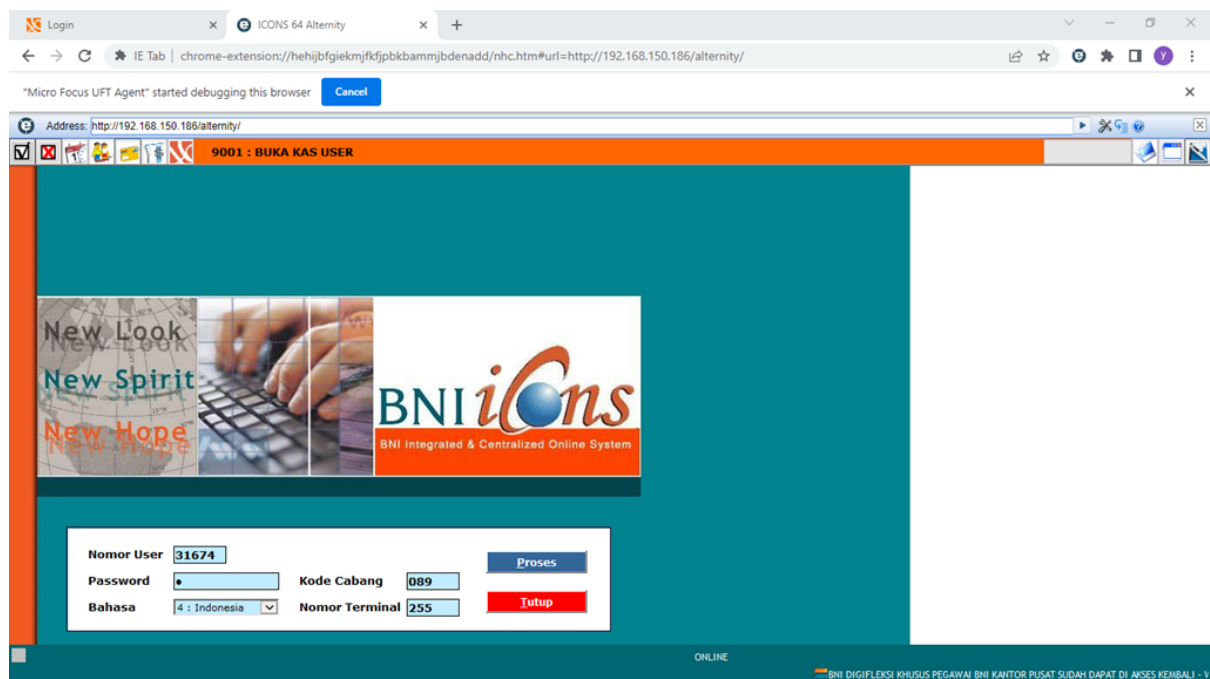 Login
ICONS 64 Alternity
IE Tab | chrome-extension://hehijbfgiekmjfkfjpbkbammjbdenadd/nhc.htm#url=http://192.168.150.186/alternity/
"Micro Focus UFT Agent" started debugging this browser Cancel
Address: http://192.168.150.186/alternity/
9001 : BUKA KAS USER
New Look
New Spirit
New Hope
BNI icons
BNI Integrated & Centralized Online System
Nomor User 31674
Proses
Password Kode Cabang 089
Bahasa 4 : Indonesia Nomor Terminal 255
Tutup
ONLINE
BNI DIGIFLEKSI KHUSUS PEGAWAI BNI KANTOR PUSAT SUDAH DAPAT DI AKSES KEMBALI - V